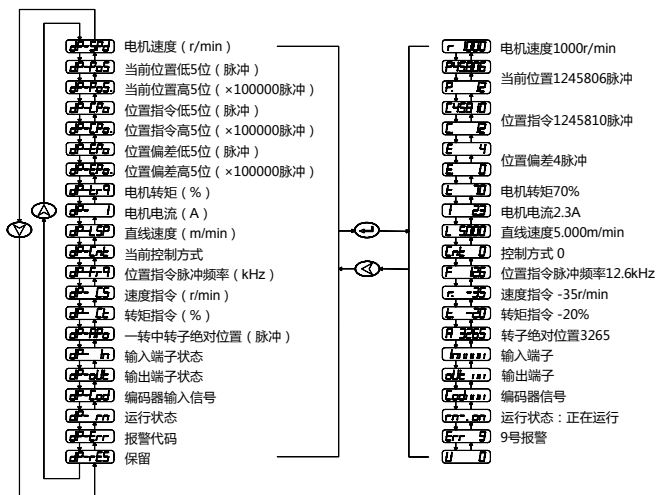 dP-SPd 电机速度（r/min）
dP-PoS 当前位置低5位（脉冲）
dP-PoS. 当前位置高5位（×100000脉冲）
dP-CPo 位置指令低5位（脉冲）
dP-CPo. 位置指令高5位（×100000脉冲）
dP-EPo 位置偏差低5位（脉冲）
dP-EPo. 位置偏差高5位（×100000脉冲）
dP-trq 电机转矩（%）
dP- I 电机电流（A）
dP-LSP 直线速度（m/min）
dP-Cnt 当前控制方式
dP-Frq 位置指令脉冲频率（kHz）
dP- CS 速度指令（r/min）
dP- Ct 转矩指令（%）
dP-APo 一转中转子绝对位置（脉冲）
dP- In 输入端子状态
dP-oUt 输出端子状态
dP-Cod 编码器输入信号
dP- rn 运行状态
dP-Err 报警代码
dP-rES 保留
r 1000 电机速度1000r/min
P45806
P. 12
当前位置1245806脉冲
C45810
C. 12
位置指令1245810脉冲
E 4
E 0
位置偏差4脉冲
t 70 电机转矩70%
I 23 电机电流2.3A
L 5000 直线速度5.000m/min
Cnt 0 控制方式 0
F 12.6 位置指令脉冲频率12.6kHz
r. -35 速度指令 -35r/min
t. -20 转矩指令 -20%
A 3265 转子绝对位置3265
In 输入端子
oUt 输出端子
Cod 编码器信号
rn-.on 运行状态：正在运行
Err 9 9号报警
U 0